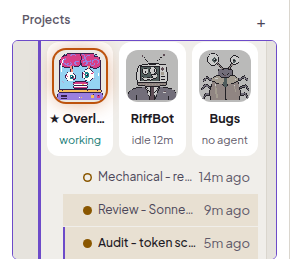 Projects +
★ Overl... RiffBot Bugs
working idle 12m no agent
Mechanical - re... 14m ago
Review - Sonne... 9m ago
Audit - token sc... 5m ago